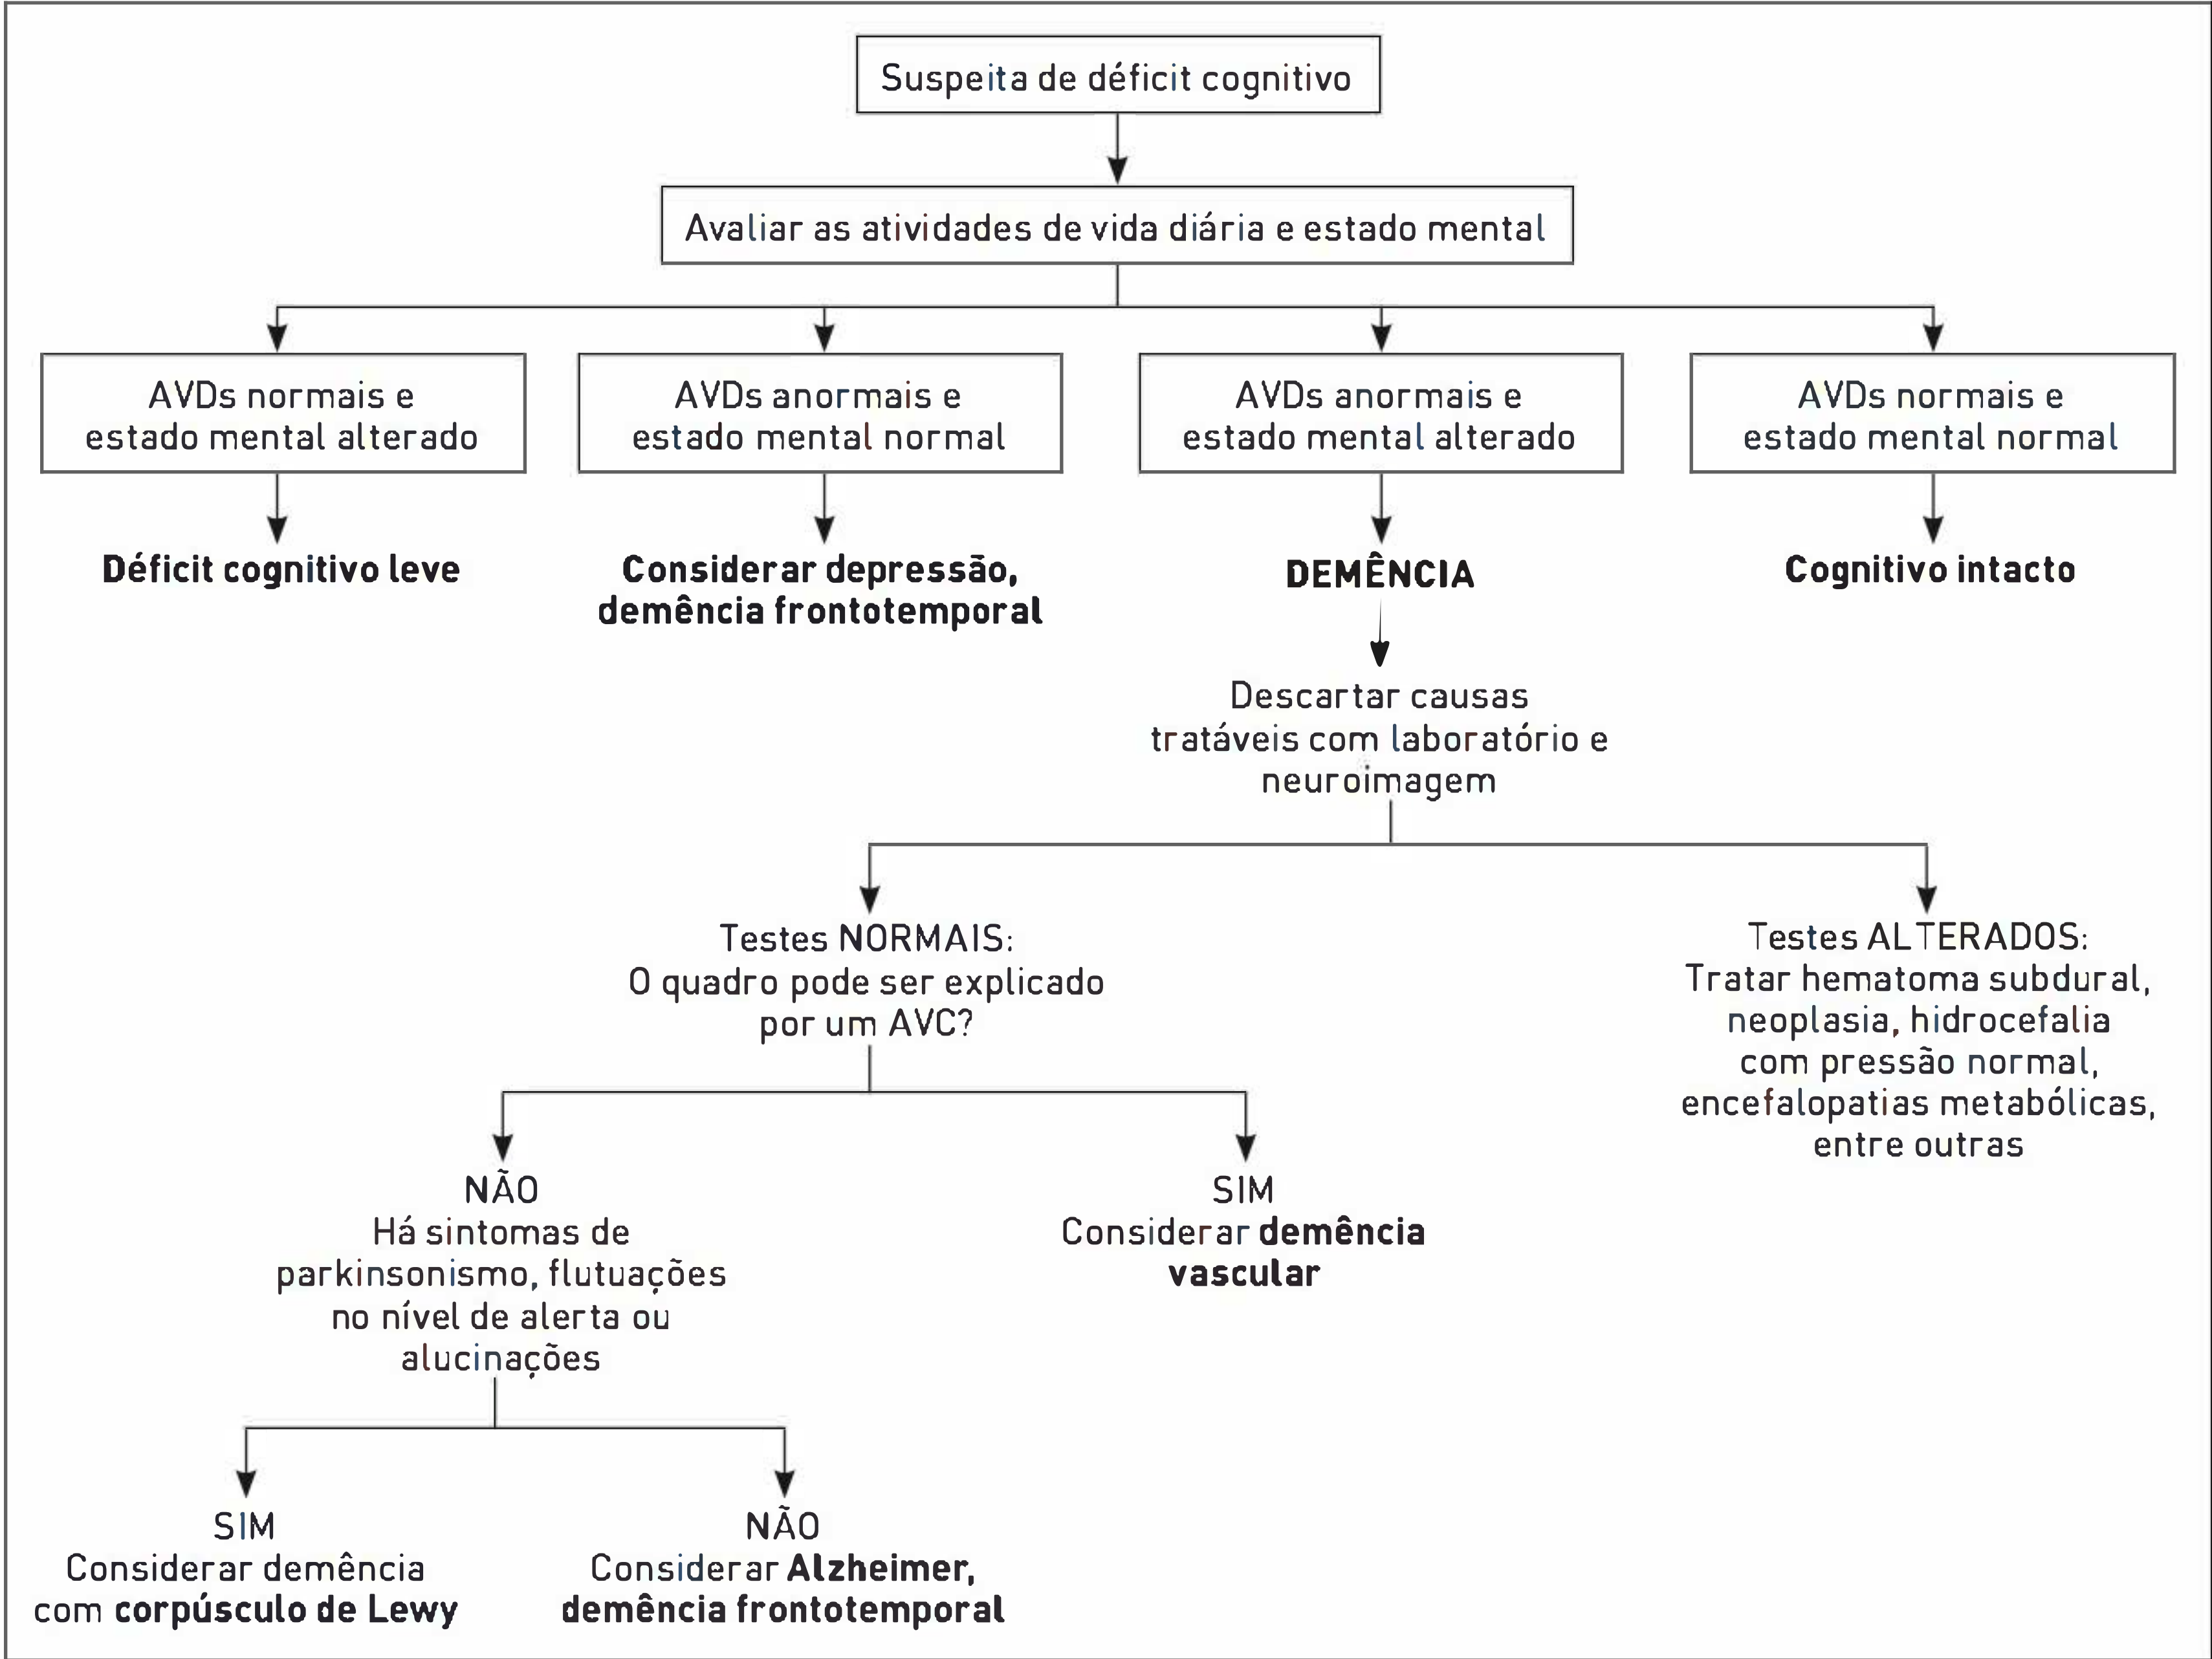 Suspeita de déficit cognitivo
Avaliar as atividades de vida diária e estado mental
AVDs normais e
estado mental alterado
AVDs anormais e
estado mental normal
AVDs anormais e
estado mental alterado
AVDs normais e
estado mental normal
Déficit cognitivo leve
Considerar depressão,
demência frontotemporal
DEMÊNCIA
Cognitivo intacto
Descartar causas
tratáveis com laboratório e
neuroimagem
Testes NORMAIS:
O quadro pode ser explicado
por um AVC?
Testes ALTERADOS:
Tratar hematoma subdural,
neoplasia, hidrocefalia
com pressão normal,
encefalopatias metabólicas,
entre outras
NÃO
Há sintomas de
parkinsonismo, flutuações
no nível de alerta ou
alucinações
SIM
Considerar demência
vascular
SIM
Considerar demência
com corpúsculo de Lewy
NÃO
Considerar Alzheimer,
demência frontotemporal